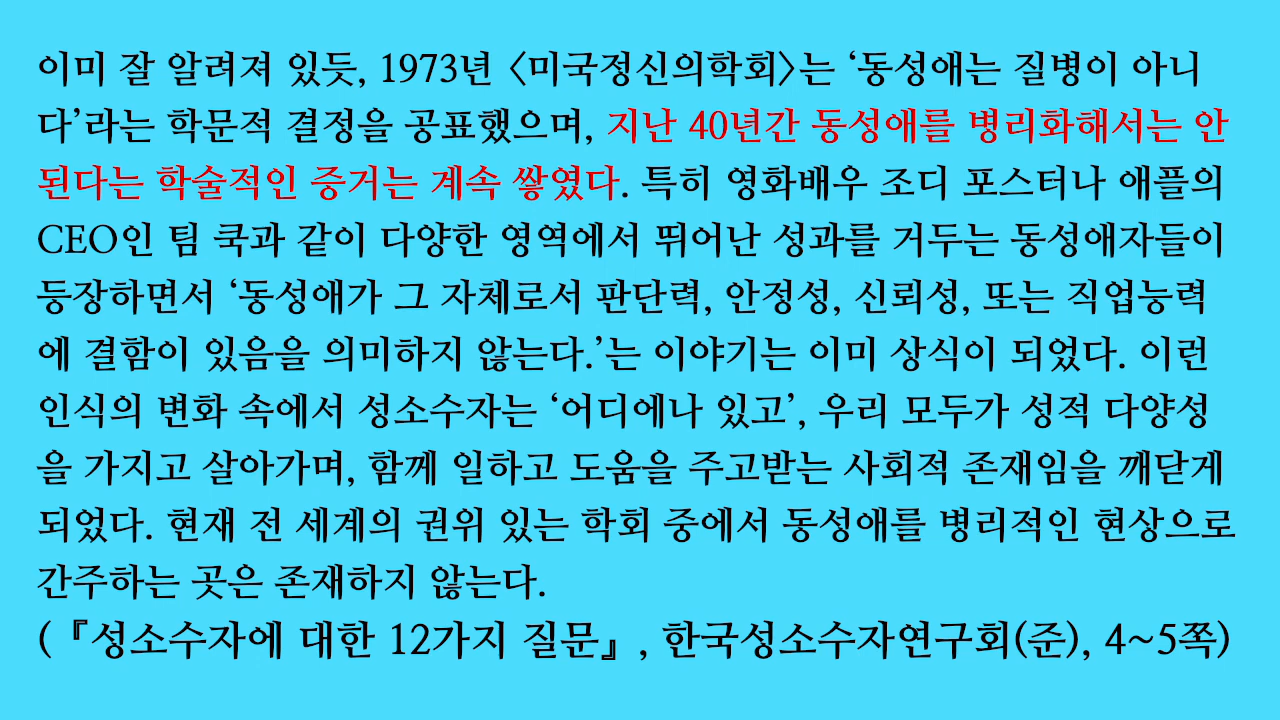 이미 잘 알려져 있듯, 1973년 〈미국정신의학회〉는 ‘동성애는 질병이 아니
다’라는 학문적 결정을 공표했으며, 지난 40년간 동성애를 병리화해서는 안
된다는 학술적인 증거는 계속 쌓였다. 특히 영화배우 조디 포스터나 애플의
CEO인 팀 쿡과 같이 다양한 영역에서 뛰어난 성과를 거두는 동성애자들이
등장하면서 ‘동성애가 그 자체로서 판단력, 안정성, 신뢰성, 또는 직업능력
에 결함이 있음을 의미하지 않는다.’는 이야기는 이미 상식이 되었다. 이런
인식의 변화 속에서 성소수자는 ‘어디에나 있고’, 우리 모두가 성적 다양성
을 가지고 살아가며, 함께 일하고 도움을 주고받는 사회적 존재임을 깨닫게
되었다. 현재 전 세계의 권위 있는 학회 중에서 동성애를 병리적인 현상으로
간주하는 곳은 존재하지 않는다.
(『성소수자에 대한 12가지 질문』, 한국성소수자연구회(준), 4~5쪽)